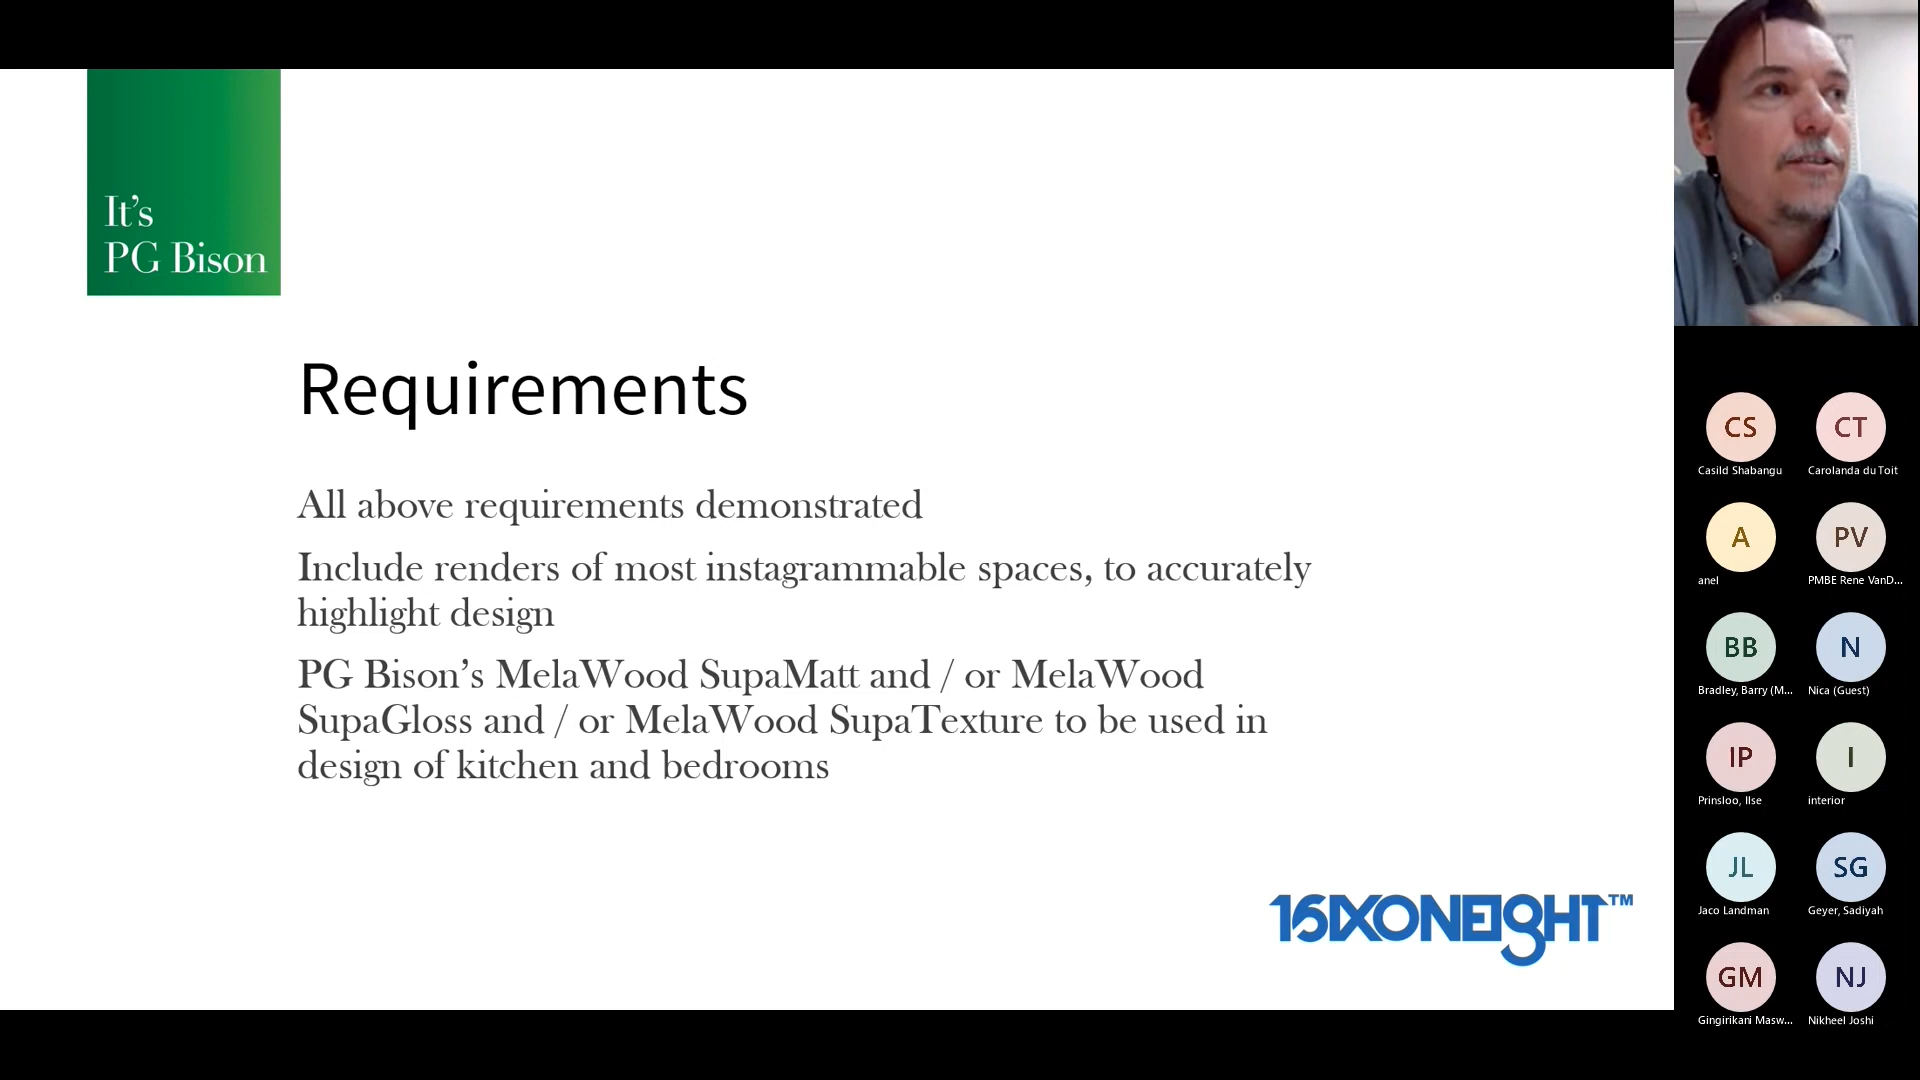 It's
PG Bison
Requirements
All above requirements demonstrated
Include renders of most instagrammable spaces, to accurately
highlight design
PG Bison's MelaWood SupaMatt and / or MelaWood
SupaGloss and / or MelaWood SupaTexture to be used in
design of kitchen and bedrooms
16IXONEIGHT™
CS CT
Casild Shabangu Carolanda du Toit
A PV
anel PMBE Rene VanD...
BB N
Bradley, Barry (M... Nica (Guest)
IP I
Prinsloo, Ilse interior
JL SG
Jaco Landman Geyer, Sadiyah
GM NJ
Gingirikani Masw... Nikheel Joshi